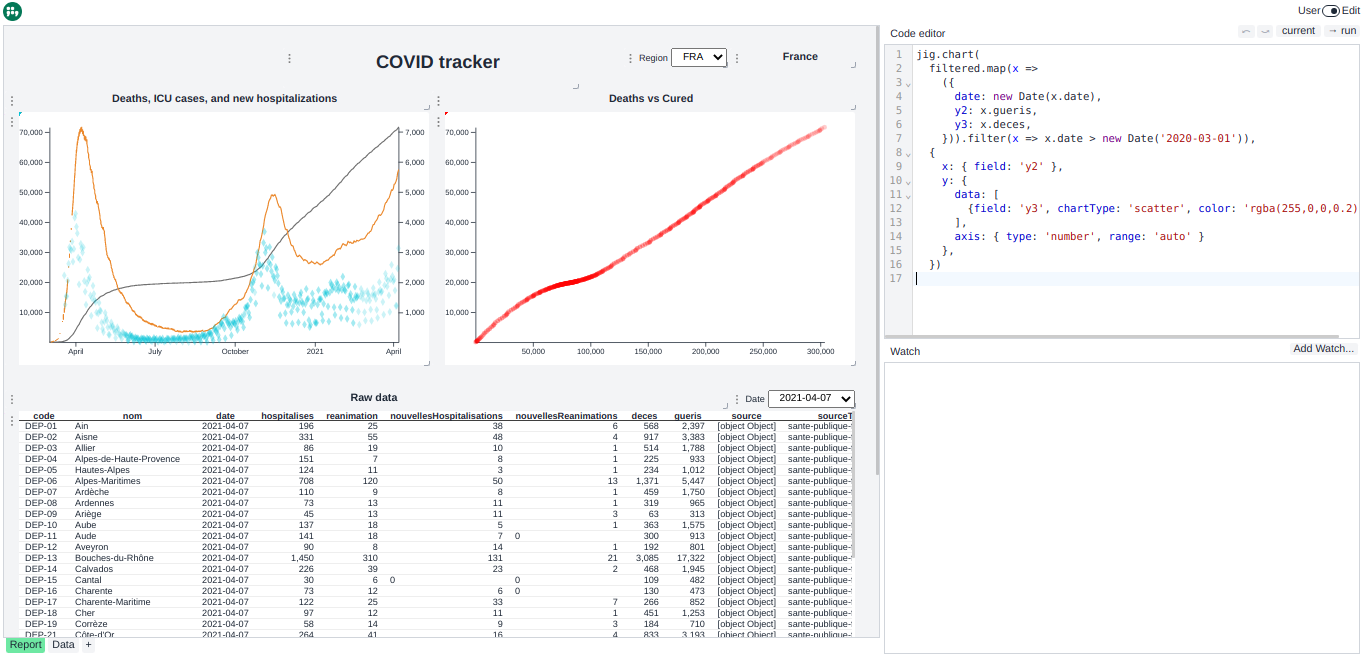 User Edit
COVID tracker
Region FRA
France
Deaths, ICU cases, and new hospitalizations
Deaths vs Cured
70,000
60,000
50,000
40,000
30,000
20,000
10,000
7,000
6,000
5,000
4,000
3,000
2,000
1,000
April July October 2021 April
70,000
60,000
50,000
40,000
30,000
20,000
10,000
50,000 100,000 150,000 200,000 250,000 300,000
Raw data
Date 2021-04-07
code nom date hospitalises reanimation nouvellesHospitalisations nouvellesReanimations deces gueris source sourceT
DEP-01 Ain 2021-04-07 196 25 38 6 568 2,397 [object Object] sante-publique-
DEP-02 Aisne 2021-04-07 331 55 48 4 917 3,383 [object Object] sante-publique-
DEP-03 Allier 2021-04-07 86 19 10 1 514 1,788 [object Object] sante-publique-
DEP-04 Alpes-de-Haute-Provence 2021-04-07 151 7 8 1 225 933 [object Object] sante-publique-
DEP-05 Hautes-Alpes 2021-04-07 124 11 3 1 234 1,012 [object Object] sante-publique-
DEP-06 Alpes-Maritimes 2021-04-07 708 120 50 13 1,371 5,447 [object Object] sante-publique-
DEP-07 Ardèche 2021-04-07 110 9 8 1 459 1,750 [object Object] sante-publique-
DEP-08 Ardennes 2021-04-07 73 13 11 1 319 965 [object Object] sante-publique-
DEP-09 Ariège 2021-04-07 45 13 11 3 63 313 [object Object] sante-publique-
DEP-10 Aube 2021-04-07 137 18 5 1 363 1,575 [object Object] sante-publique-
DEP-11 Aude 2021-04-07 141 18 7 0 300 913 [object Object] sante-publique-
DEP-12 Aveyron 2021-04-07 90 8 14 1 192 801 [object Object] sante-publique-
DEP-13 Bouches-du-Rhône 2021-04-07 1,450 310 131 21 3,085 17,322 [object Object] sante-publique-
DEP-14 Calvados 2021-04-07 226 39 23 2 468 1,945 [object Object] sante-publique-
DEP-15 Cantal 2021-04-07 30 6 0 0 109 482 [object Object] sante-publique-
DEP-16 Charente 2021-04-07 73 12 6 0 130 473 [object Object] sante-publique-
DEP-17 Charente-Maritime 2021-04-07 122 25 33 7 266 852 [object Object] sante-publique-
DEP-18 Cher 2021-04-07 97 12 11 1 451 1,253 [object Object] sante-publique-
DEP-19 Corrèze 2021-04-07 58 14 9 3 184 710 [object Object] sante-publique-
DEP-21 Côte-d'Or 2021-04-07 264 41 16 4 833 3,193 [object Object] sante-publique-
Report Data +
Code editor current → run
1 jig.chart(
2 filtered.map(x =>
3 ({
4 date: new Date(x.date),
5 y2: x.gueris,
6 y3: x.deces,
7 })).filter(x => x.date > new Date('2020-03-01')),
8 {
9 x: { field: 'y2' },
10 y: {
11 data: [
12 {field: 'y3', chartType: 'scatter', color: 'rgba(255,0,0,0.2)
13 ],
14 axis: { type: 'number', range: 'auto' }
15 },
16 })
17
Watch Add Watch...